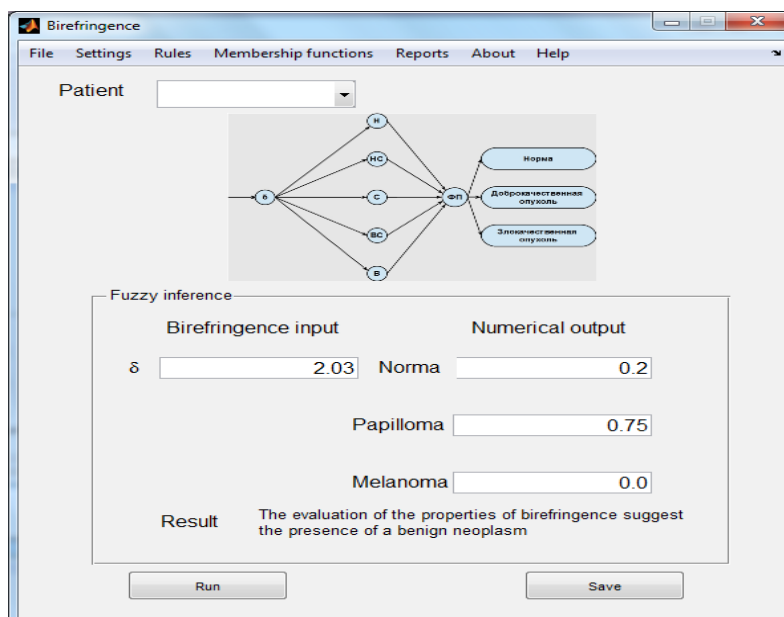 Birefringence
File Settings Rules Membership functions Reports About Help
Patient
Н
НС
С
ВС
В
б
ФП
Норма
Доброкачественная
опухоль
Злокачественная
опухоль
Fuzzy inference
Birefringence input
Numerical output
δ 2.03
Norma 0.2
Papilloma 0.75
Melanoma 0.0
Result
The evaluation of the properties of birefringence suggest
the presence of a benign neoplasm
Run
Save